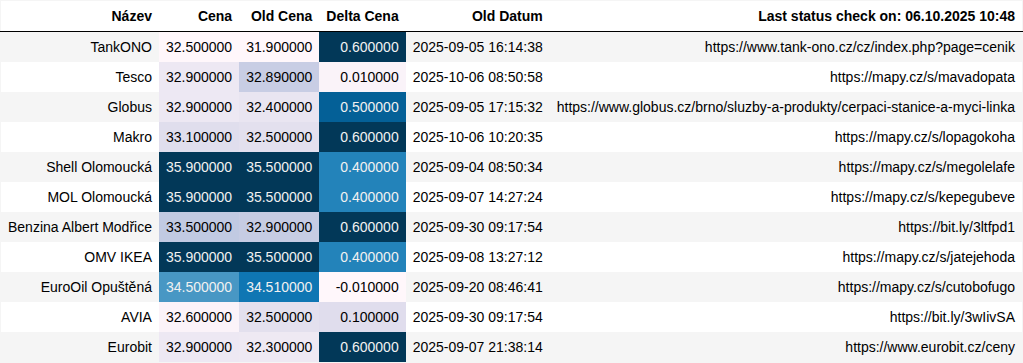 Název Cena Old Cena Delta Cena Old Datum Last status check on: 06.10.2025 10:48
TankONO 32.500000 31.900000 0.600000 2025-09-05 16:14:38 https://www.tank-ono.cz/cz/index.php?page=cenik
Tesco 32.900000 32.890000 0.010000 2025-10-06 08:50:58 https://mapy.cz/s/mavadopata
Globus 32.900000 32.400000 0.500000 2025-09-05 17:15:32 https://www.globus.cz/brno/sluzby-a-produkty/cerpaci-stanice-a-myci-linka
Makro 33.100000 32.500000 0.600000 2025-10-06 10:20:35 https://mapy.cz/s/lopagokoha
Shell Olomoucká 35.900000 35.500000 0.400000 2025-09-04 08:50:34 https://mapy.cz/s/megolelafe
MOL Olomoucká 35.900000 35.500000 0.400000 2025-09-07 14:27:24 https://mapy.cz/s/kepegubeve
Benzina Albert Modřice 33.500000 32.900000 0.600000 2025-09-30 09:17:54 https://bit.ly/3ltfpd1
OMV IKEA 35.900000 35.500000 0.400000 2025-09-08 13:27:12 https://mapy.cz/s/jatejehoda
EuroOil Opuštěná 34.500000 34.510000 -0.010000 2025-09-20 08:46:41 https://mapy.cz/s/cutobofugo
AVIA 32.600000 32.500000 0.100000 2025-09-30 09:17:54 https://bit.ly/3wIivSA
Eurobit 32.900000 32.300000 0.600000 2025-09-07 21:38:14 https://www.eurobit.cz/ceny